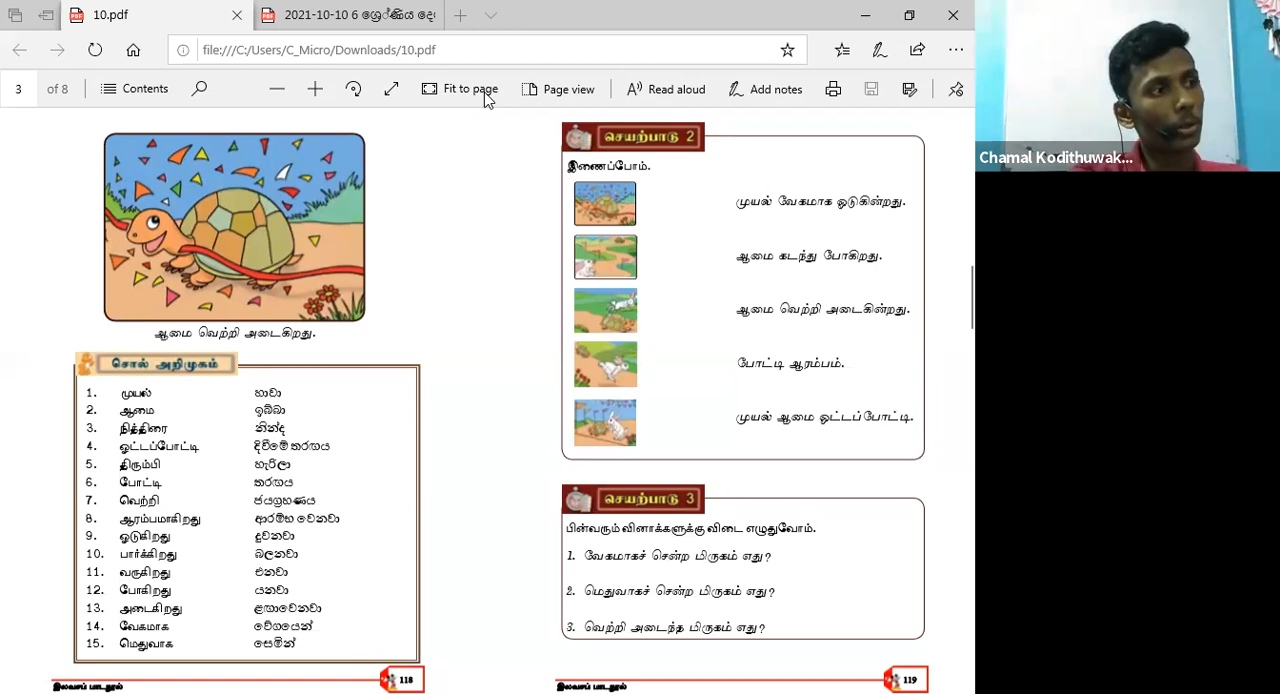 10.pdf
2021-10-10 6 ශ්‍රේණිය දෙ
file:///C:/Users/C_Micro/Downloads/10.pdf
3 of 8 Contents Fit to page Page view Read aloud Add notes
Chamal Kodithuwak...
ஆமை வெற்றி அடைகிறது.
சொல் அறிமுகம்
1. முயல் හාවා
2. ஆமை ඉබ්බා
3. நித்திரை නින්ද
4. ஓட்டப்போட்டி දිවීමේ තරඟය
5. திரும்பி හැරිලා
6. போட்டி තරඟය
7. வெற்றி ජයග්‍රහණය
8. ஆரம்பமாகிறது ආරම්භ වෙනවා
9. ஓடுகிறது දුවනවා
10. பார்க்கிறது බලනවා
11. வருகிறது එනවා
12. போகிறது යනවා
13. அடைகிறது ළඟාවෙනවා
14. வேகமாக වේගයෙන්
15. மெதுவாக සෙමින්
இலவசப் பாடநூல்
118
செயற்பாடு 2
இணைப்போம்.
முயல் வேகமாக ஓடுகின்றது.
ஆமை கடந்து போகிறது.
ஆமை வெற்றி அடைகின்றது.
போட்டி ஆரம்பம்.
முயல் ஆமை ஓட்டப்போட்டி.
செயற்பாடு 3
பின்வரும் வினாக்களுக்கு விடை எழுதுவோம்.
1. வேகமாகச் சென்ற மிருகம் எது?
2. மெதுவாகச் சென்ற மிருகம் எது?
3. வெற்றி அடைந்த மிருகம் எது?
இலவசப் பாடநூல்
119